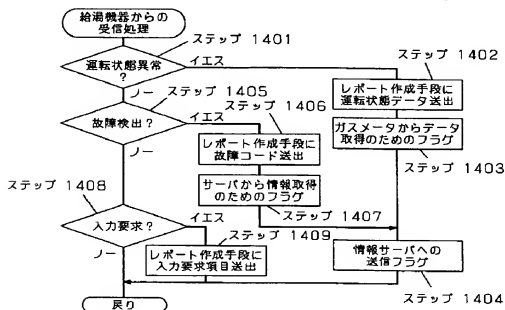 給湯機器からの
受信処理
ステップ 1401
運転状態異常
?
イエス
ステップ 1402
ノー
ステップ 1405
レポート作成手段に
運転状態データ送出
故障検出?
イエス
ステップ 1406
ノー
ガスメータからデータ
取得のためのフラグ
レポート作成手段に
故障コード送出
ステップ 1403
サーバから情報取得
のためのフラグ
ステップ 1408
ステップ 1407
入力要求?
イエス
ステップ 1409
ノー
レポート作成手段に
入力要求項目送出
情報サーバへの
送信フラグ
ステップ 1404
戻り